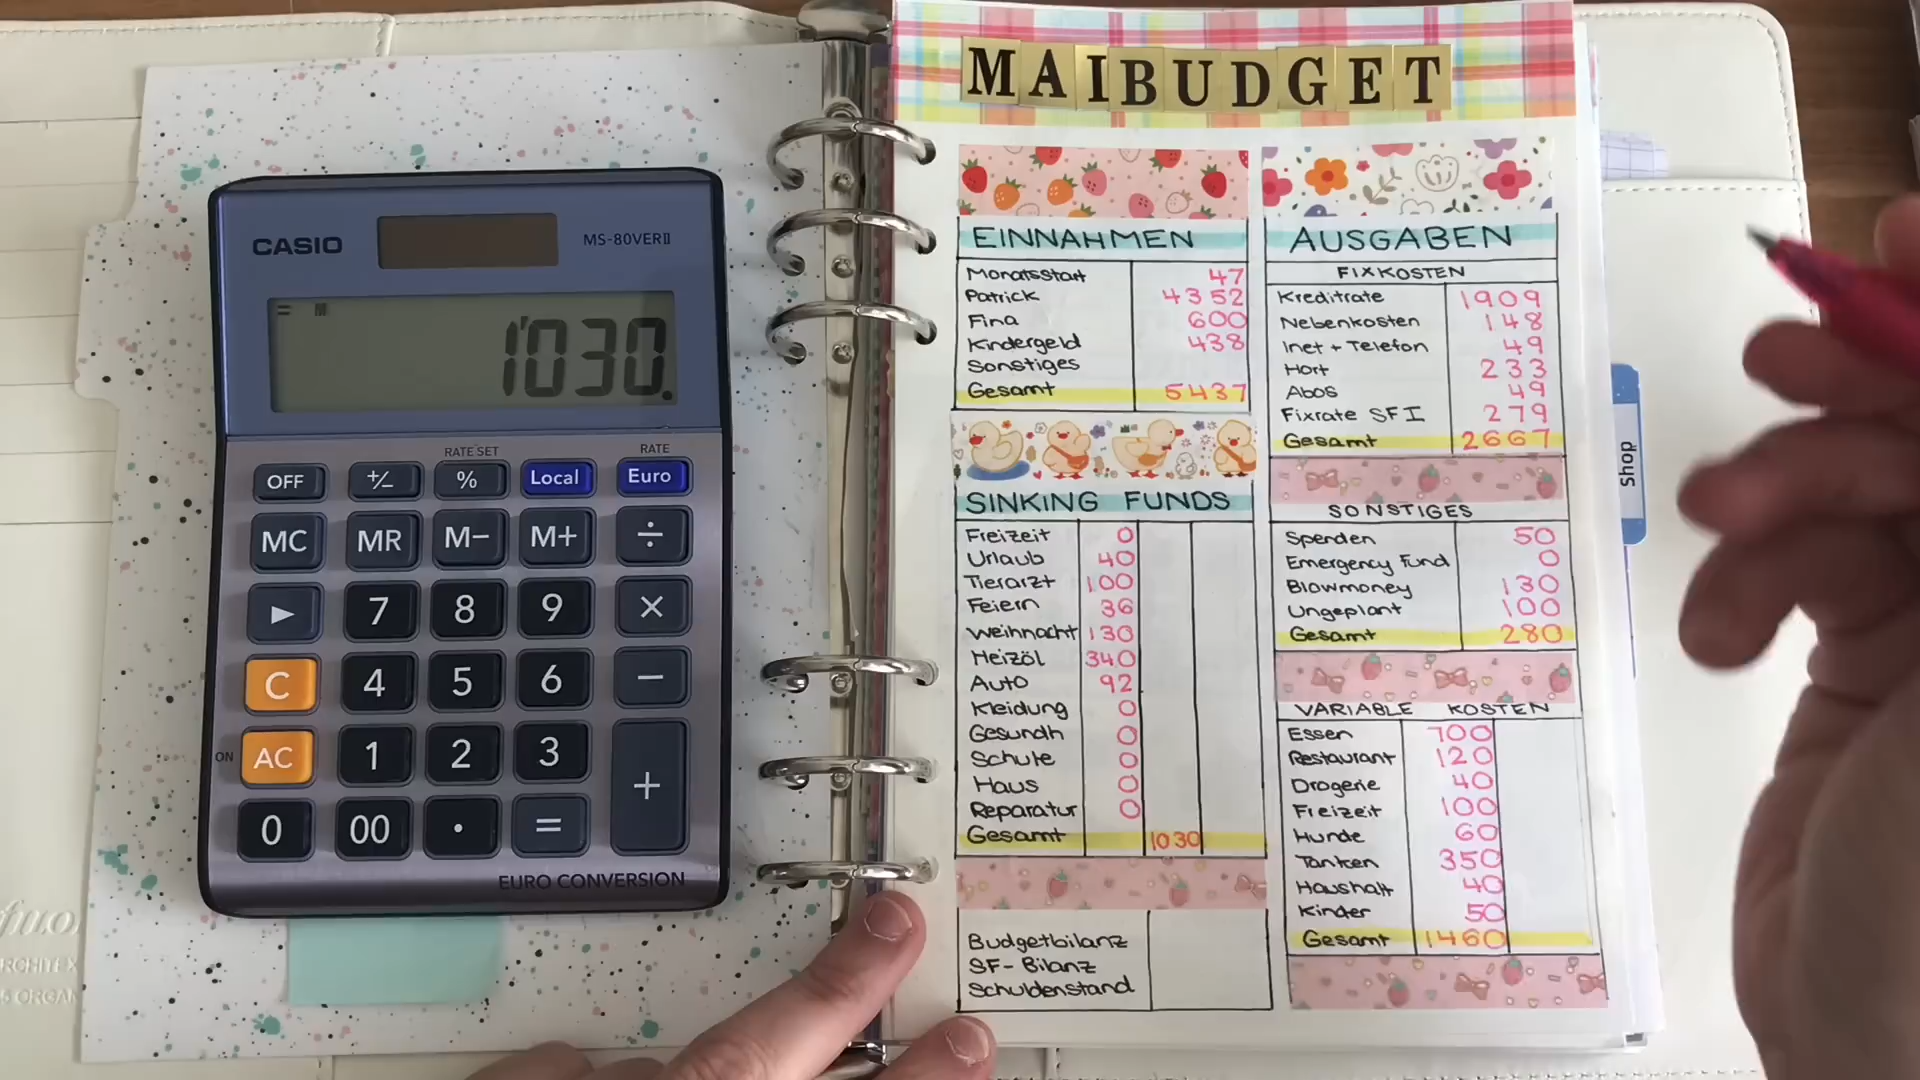 MAIBUDGET
CASIO
MS-80VERII
1'030.
= M
RATE SET
RATE
OFF +/− % Local Euro
MC MR M− M+ ÷
► 7 8 9 ×
C 4 5 6 −
ON AC 1 2 3 +
0 00 · =
EURO CONVERSION
EINNAHMEN
Monatsstart 47
Patrick 4352
Fina 600
Kindergeld 438
Sonstiges
Gesamt 5437
SINKING FUNDS
Freizeit 0
Urlaub 40
Tierarzt 100
Feiern 36
Weihnacht 130
Heizöl 340
Auto 92
Kleidung 0
Gesundh 0
Schule 0
Haus 0
Reparatur 0
Gesamt 1030
Budgetbilanz
SF-Bilanz
Schuldenstand
AUSGABEN
FIXKOSTEN
Kreditrate 1909
Nebenkosten 148
Inet + Telefon 49
Hort 233
Abos 49
Fixrate SF I 279
Gesamt 2667
SONSTIGES
Spenden 50
Emergency Fund 0
Blowmoney 130
Ungeplant 100
Gesamt 280
VARIABLE KOSTEN
Essen 700
Restaurant 120
Drogerie 40
Freizeit 100
Hunde 60
Tanken 350
Haushalt 40
Kinder 50
Gesamt 1460
Shop